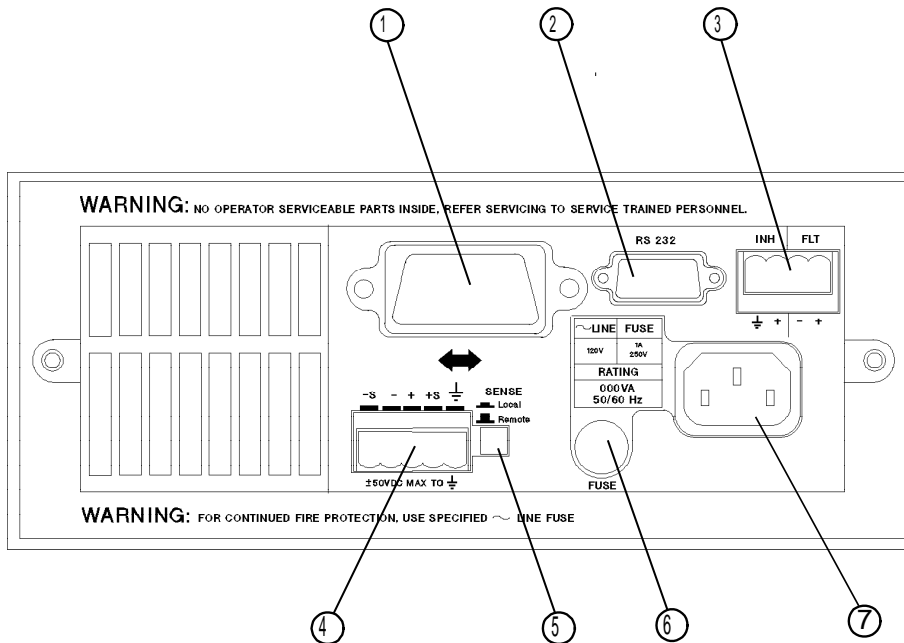 1 2 3
WARNING: NO OPERATOR SERVICEABLE PARTS INSIDE, REFER SERVICING TO SERVICE TRAINED PERSONNEL.
RS 232
INH FLT
+ - +
~LINE FUSE
120V 1A 250V
RATING
000VA
50/60 Hz
-S - + +S
SENSE
Local
Remote
±50VDC MAX TO ⏚
FUSE
WARNING: FOR CONTINUED FIRE PROTECTION, USE SPECIFIED ~ LINE FUSE
4 5 6 7